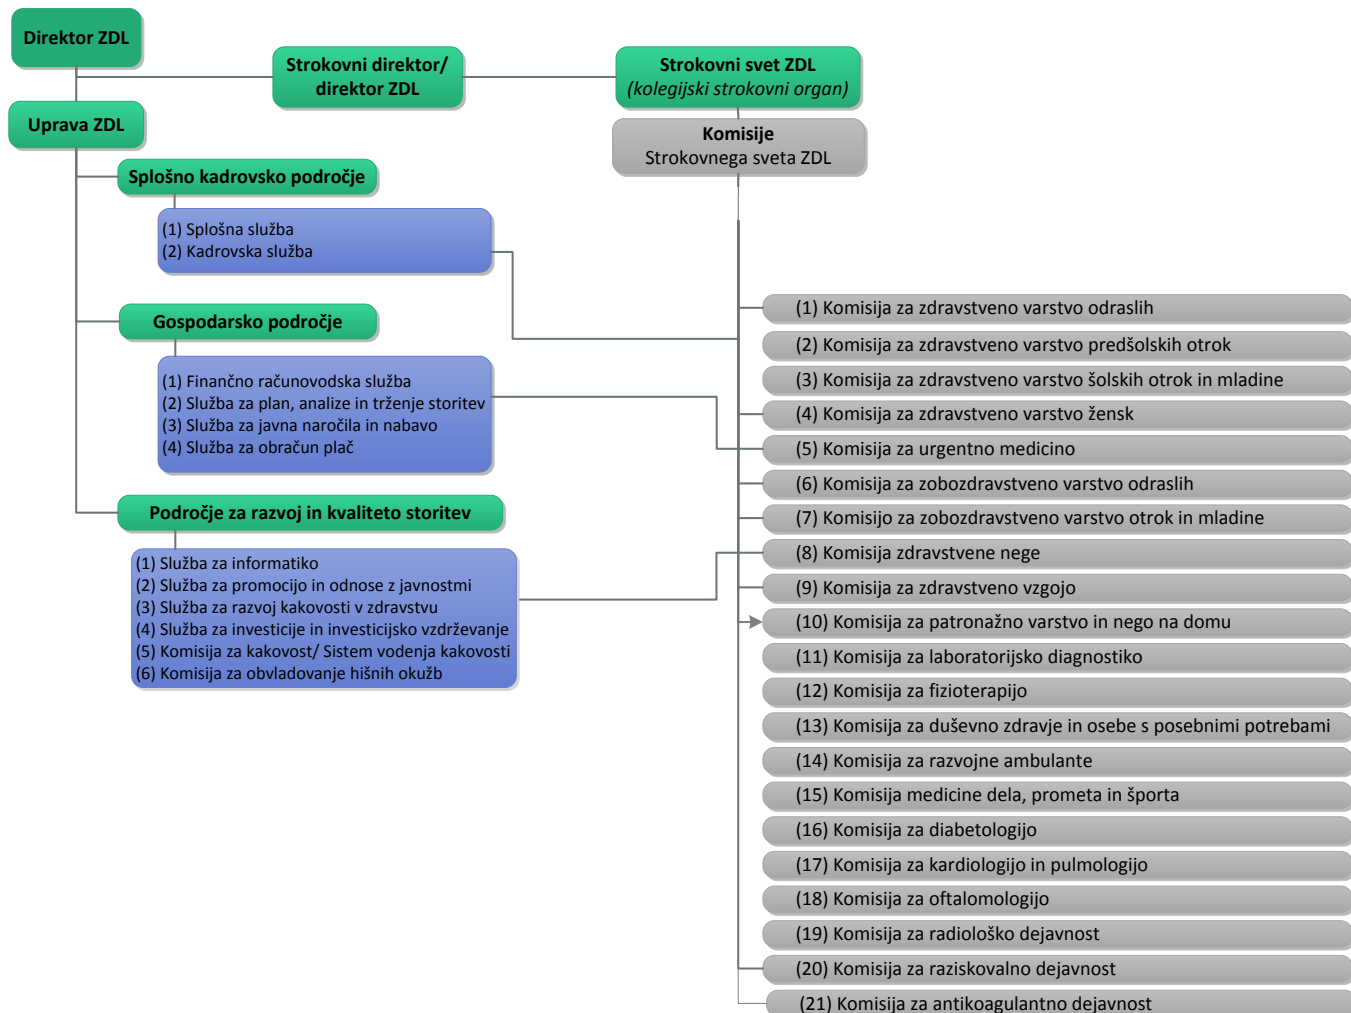 Direktor ZDL
Strokovni direktor/
direktor ZDL
Strokovni svet ZDL
(kolegijski strokovni organ)
Uprava ZDL
Komisije
Strokovnega sveta ZDL
Splošno kadrovsko področje
(1) Splošna služba
(2) Kadrovska služba
Gospodarsko področje
(1) Finančno računovodska služba
(2) Služba za plan, analize in trženje storitev
(3) Služba za javna naročila in nabavo
(4) Služba za obračun plač
Področje za razvoj in kvaliteto storitev
(1) Služba za informatiko
(2) Služba za promocijo in odnose z javnostmi
(3) Služba za razvoj kakovosti v zdravstvu
(4) Služba za investicije in investicijsko vzdrževanje
(5) Komisija za kakovost/ Sistem vodenja kakovosti
(6) Komisija za obvladovanje hišnih okužb
(1) Komisija za zdravstveno varstvo odraslih
(2) Komisija za zdravstveno varstvo predšolskih otrok
(3) Komisija za zdravstveno varstvo šolskih otrok in mladine
(4) Komisija za zdravstveno varstvo žensk
(5) Komisija za urgentno medicino
(6) Komisija za zobozdravstveno varstvo odraslih
(7) Komisijo za zobozdravstveno varstvo otrok in mladine
(8) Komisija zdravstvene nege
(9) Komisija za zdravstveno vzgojo
(10) Komisija za patronažno varstvo in nego na domu
(11) Komisija za laboratorijsko diagnostiko
(12) Komisija za fizioterapijo
(13) Komisija za duševno zdravje in osebe s posebnimi potrebami
(14) Komisija za razvojne ambulante
(15) Komisija medicine dela, prometa in športa
(16) Komisija za diabetologijo
(17) Komisija za kardiologijo in pulmologijo
(18) Komisija za oftalomologijo
(19) Komisija za radiološko dejavnost
(20) Komisija za raziskovalno dejavnost
(21) Komisija za antikoagulantno dejavnost